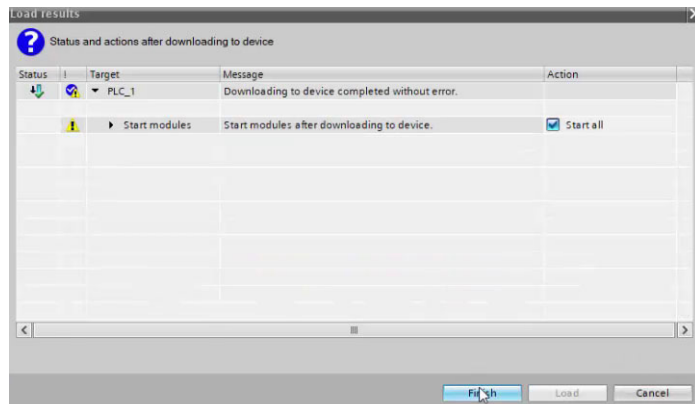 Load results
Status and actions after downloading to device
Status ! Target Message Action
PLC_1 Downloading to device completed without error.
Start modules Start modules after downloading to device. Start all
Finish Load Cancel